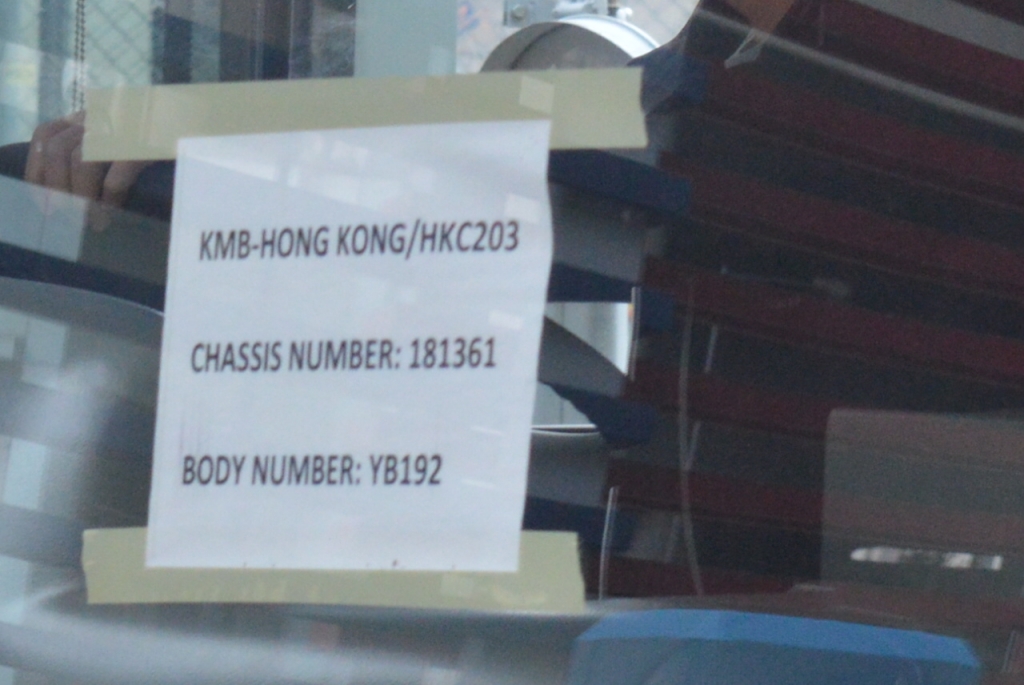 KMB-HONG KONG/HKC203
CHASSIS NUMBER: 181361
BODY NUMBER: YB192